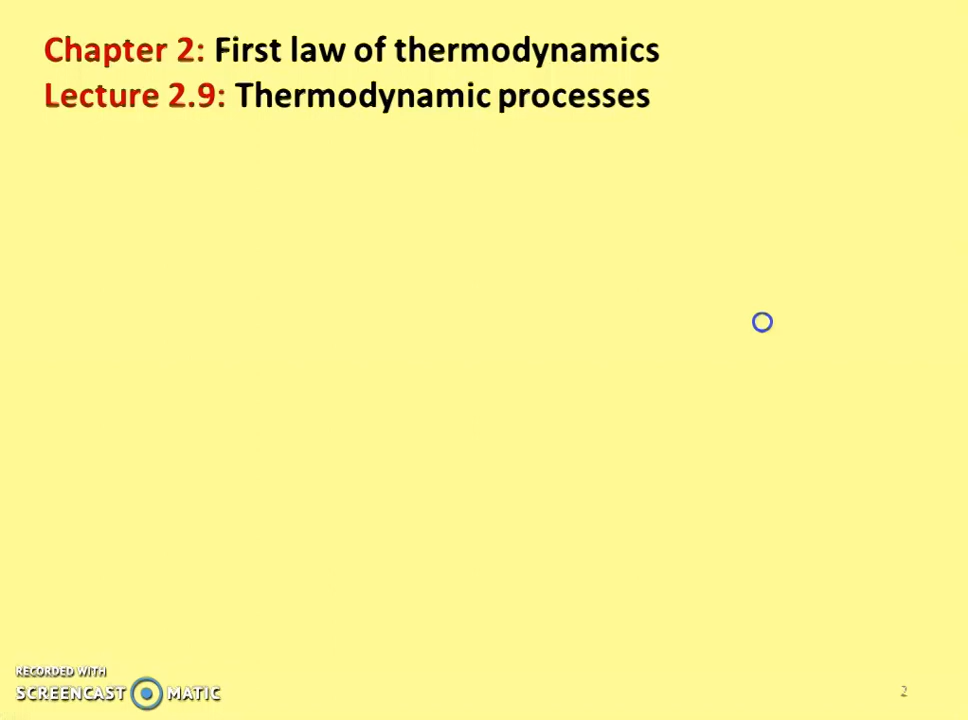 Chapter 2: First law of thermodynamics
Lecture 2.9: Thermodynamic processes
RECORDED WITH
SCREENCAST MATIC
2